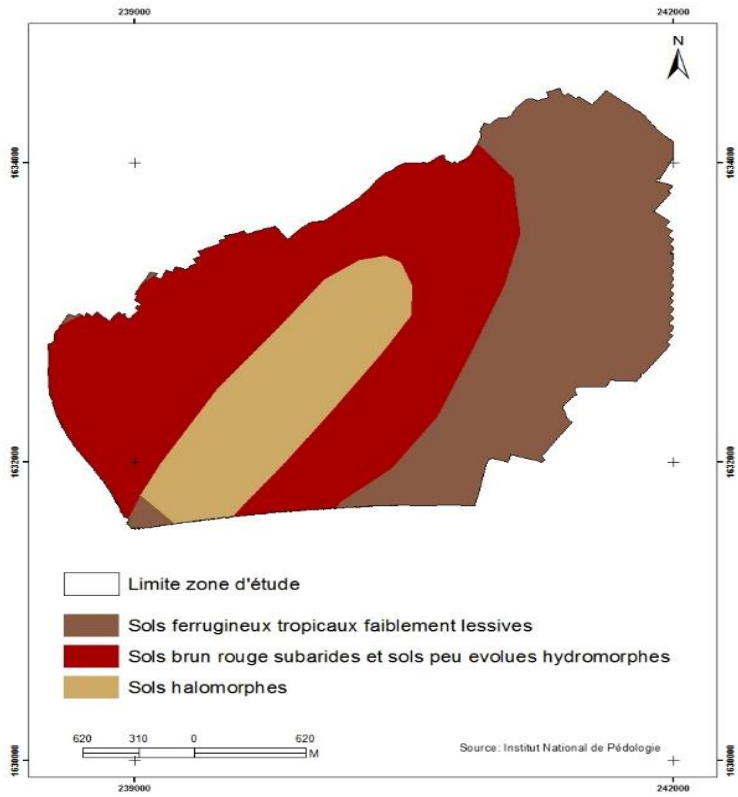 239000
242000
N
1634000
1634000
1632000
1632000
Limite zone d'étude
Sols ferrugineux tropicaux faiblement lessives
Sols brun rouge subarides et sols peu evolues hydromorphes
Sols halomorphes
620 310 0 620
M
Source: Institut National de Pédologie
1630000
1630000
239000
242000